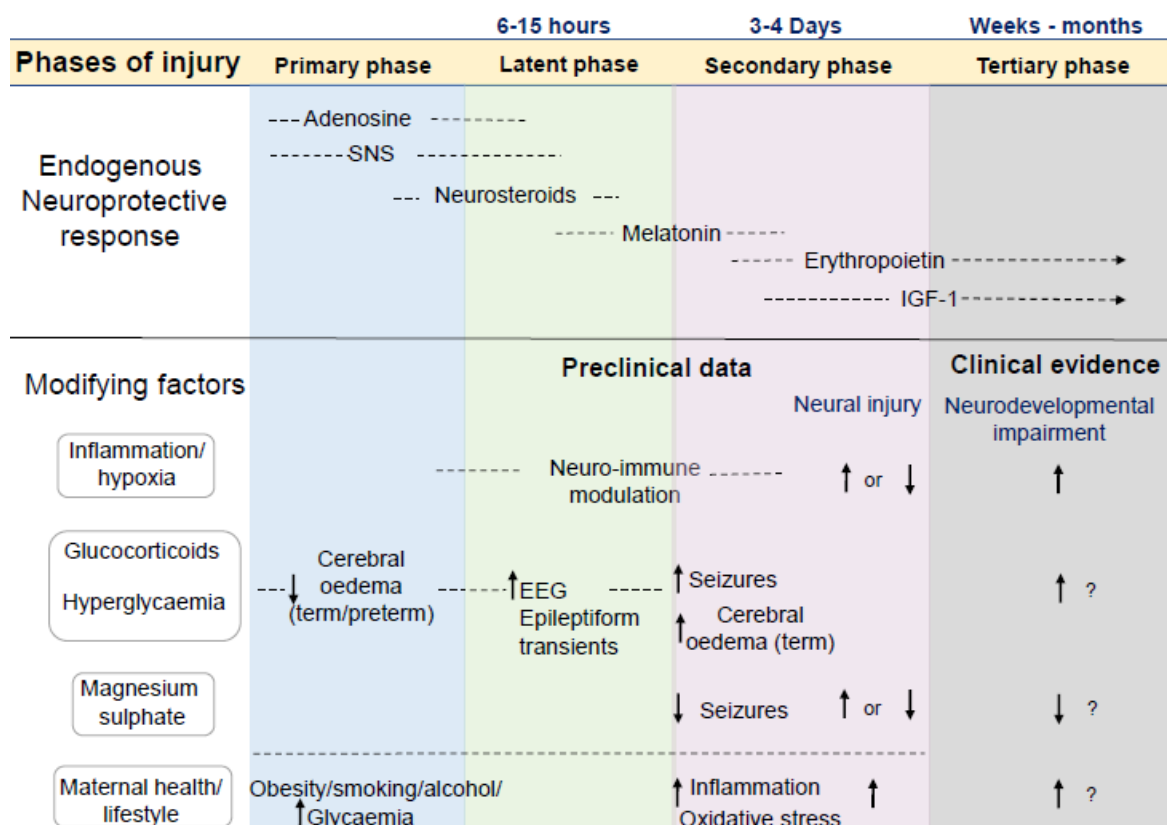 6-15 hours 3-4 Days Weeks - months
Phases of injury Primary phase Latent phase Secondary phase Tertiary phase
Endogenous
Neuroprotective
response
Adenosine
SNS
Neurosteroids
Melatonin
Erythropoietin
IGF-1
Modifying factors
Preclinical data
Clinical evidence
Neural injury
Neurodevelopmental
impairment
Inflammation/
hypoxia
Neuro-immune
modulation
↑ or ↓
↑
Glucocorticoids
Hyperglycaemia
↓ Cerebral
oedema
(term/preterm)
↑ EEG
Epileptiform
transients
↑ Seizures
↑ Cerebral
oedema (term)
↑ ?
Magnesium
sulphate
↓ Seizures
↑ or ↓
↓ ?
Maternal health/
lifestyle
Obesity/smoking/alcohol/
↑ Glycaemia
↑ Inflammation
Oxidative stress
↑
↑ ?